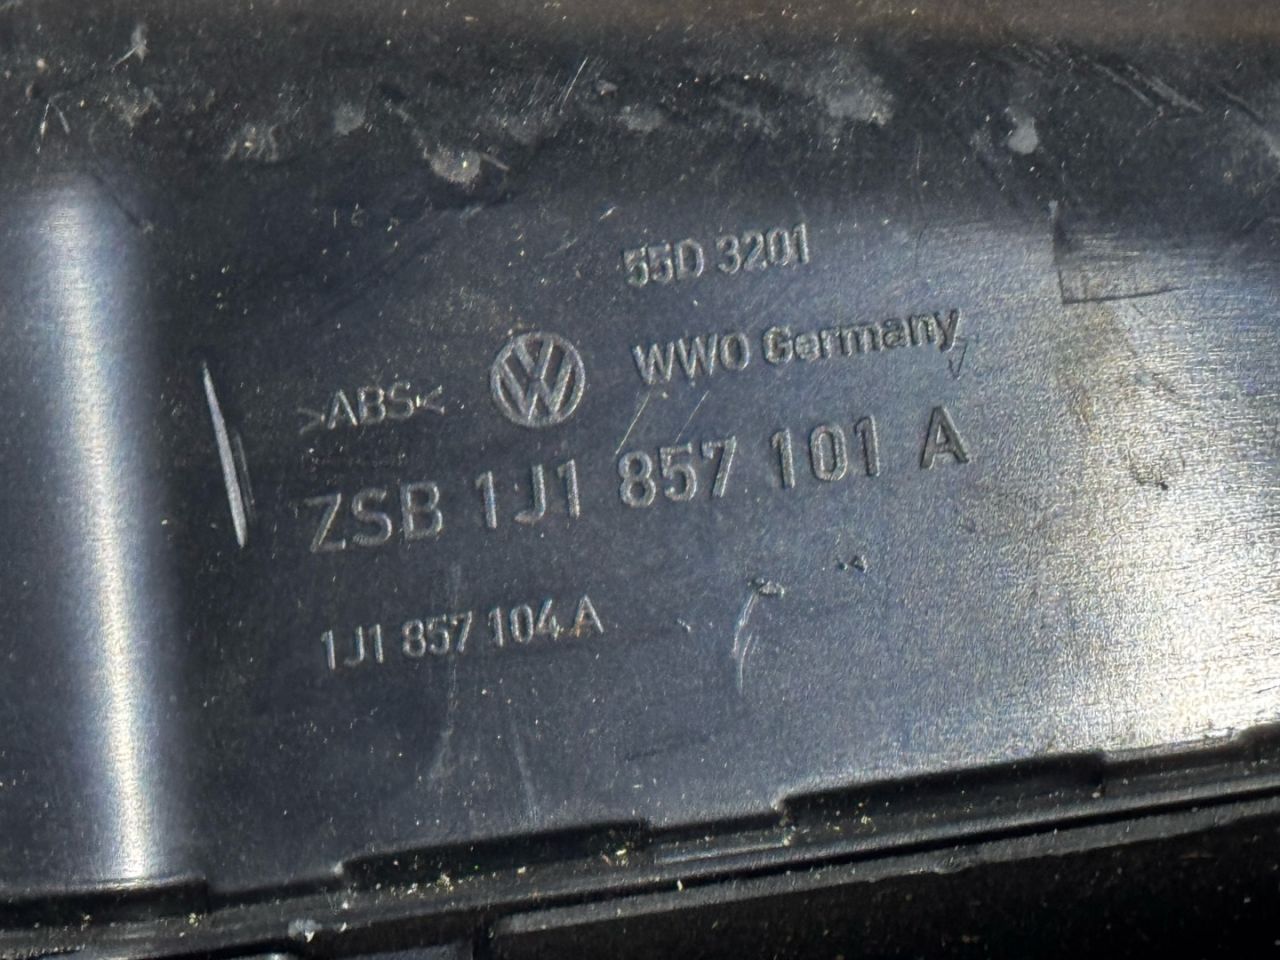 55D 3201
WWO Germany
>ABS<
ZSB 1J1 857 101 A
1J1 857 104 A